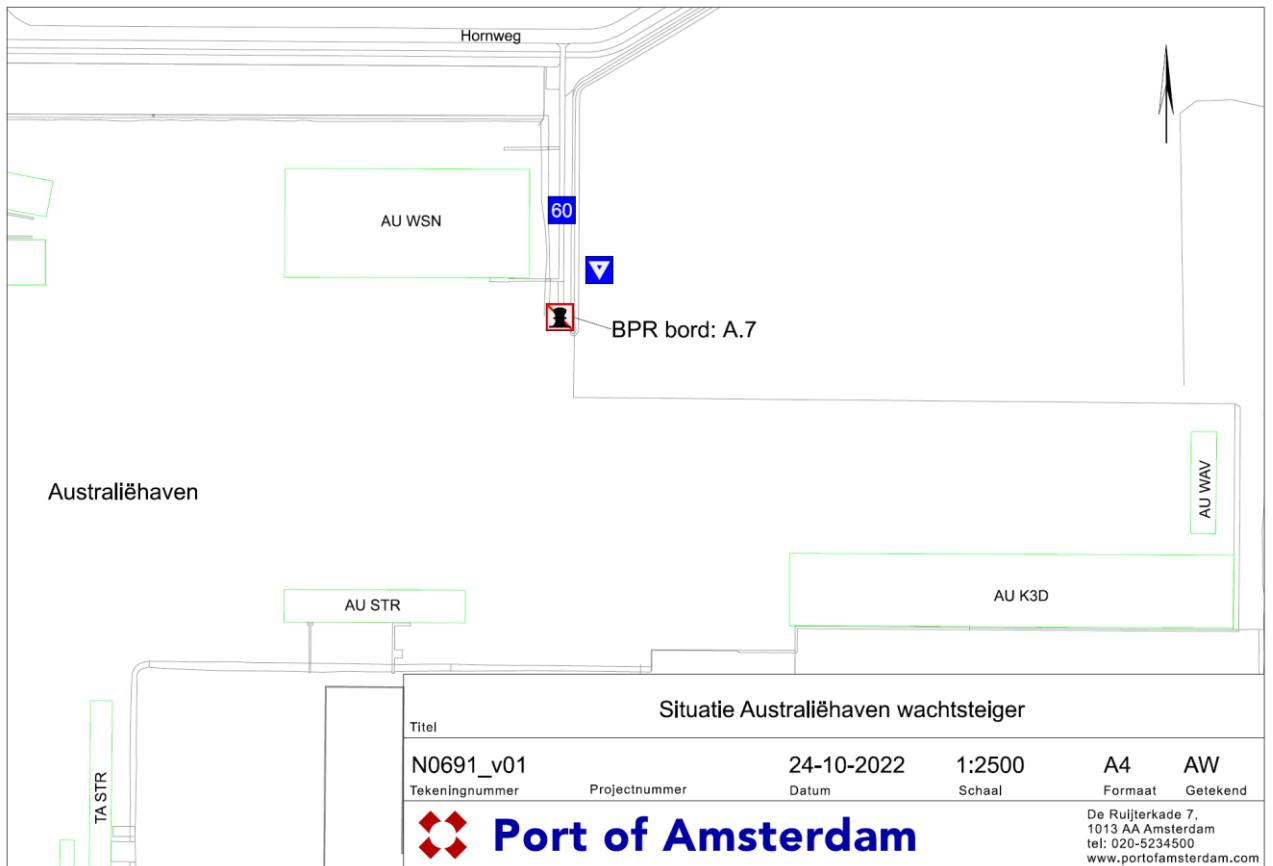 Hornweg
AU WSN
60
BPR bord: A.7
Australiëhaven
AU WAV
AU K3D
AU STR
TA STR
Situatie Australiëhaven wachtsteiger
Titel
N0691_v01 24-10-2022 1:2500 A4 AW
Tekeningnummer Projectnummer Datum Schaal Formaat Getekend
Port of Amsterdam
De Ruijterkade 7,
1013 AA Amsterdam
tel: 020-5234500
www.portofamsterdam.com